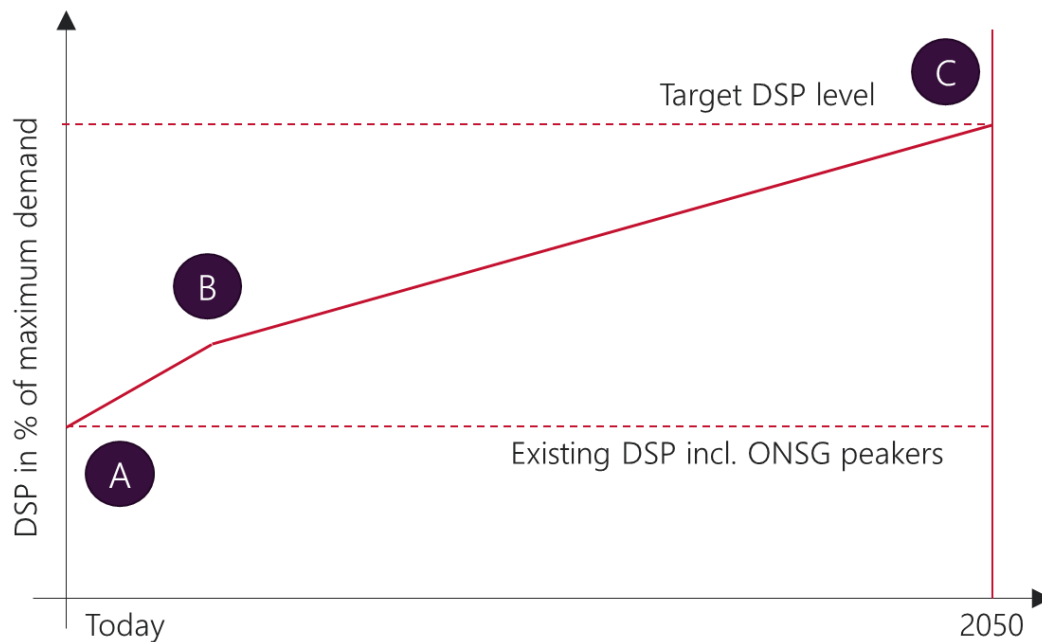 C
Target DSP level
DSP in % of maximum demand
B
Existing DSP incl. ONSG peakers
A
Today
2050